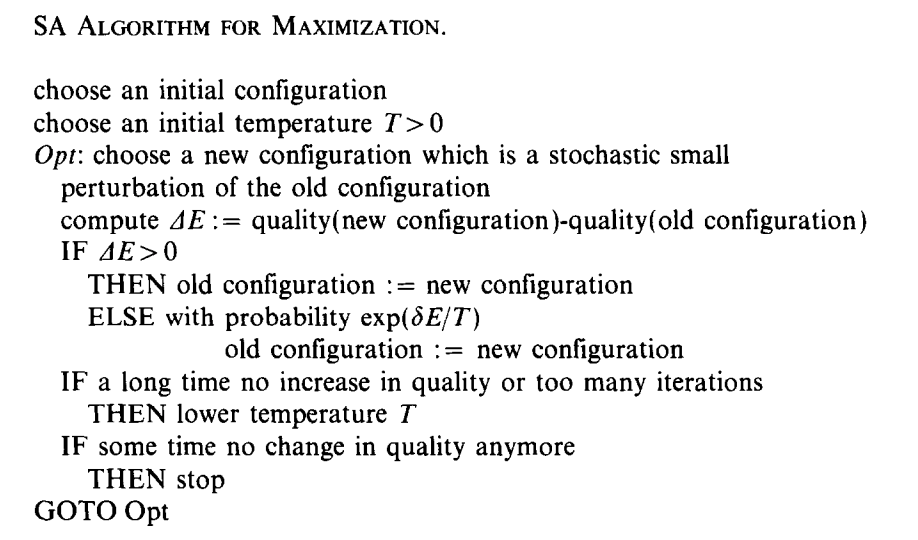 SA ALGORITHM FOR MAXIMIZATION.
choose an initial configuration
choose an initial temperature T>0
Opt: choose a new configuration which is a stochastic small
perturbation of the old configuration
compute ΔE := quality(new configuration)-quality(old configuration)
IF ΔE>0
THEN old configuration := new configuration
ELSE with probability exp(δE/T)
old configuration := new configuration
IF a long time no increase in quality or too many iterations
THEN lower temperature T
IF some time no change in quality anymore
THEN stop
GOTO Opt